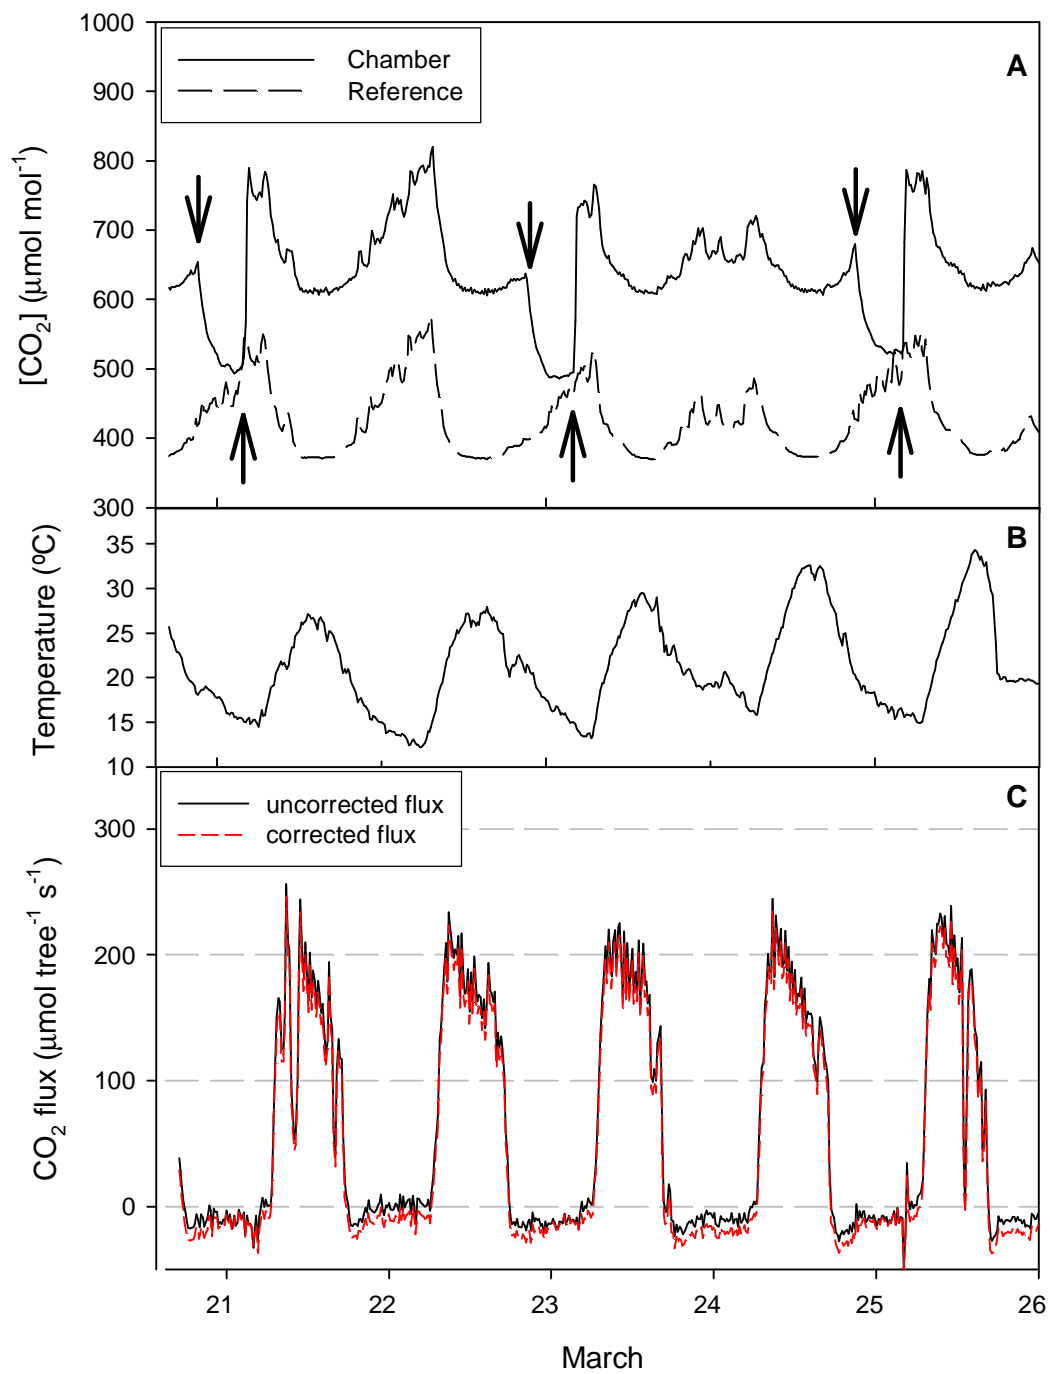 1000
900
800
700
600
500
400
300
[CO2] (μmol mol-1)
Chamber
Reference
A
35
30
25
20
15
10
Temperature (ºC)
B
300
200
100
0
CO2 flux (μmol tree-1 s-1)
uncorrected flux
corrected flux
C
21 22 23 24 25 26
March